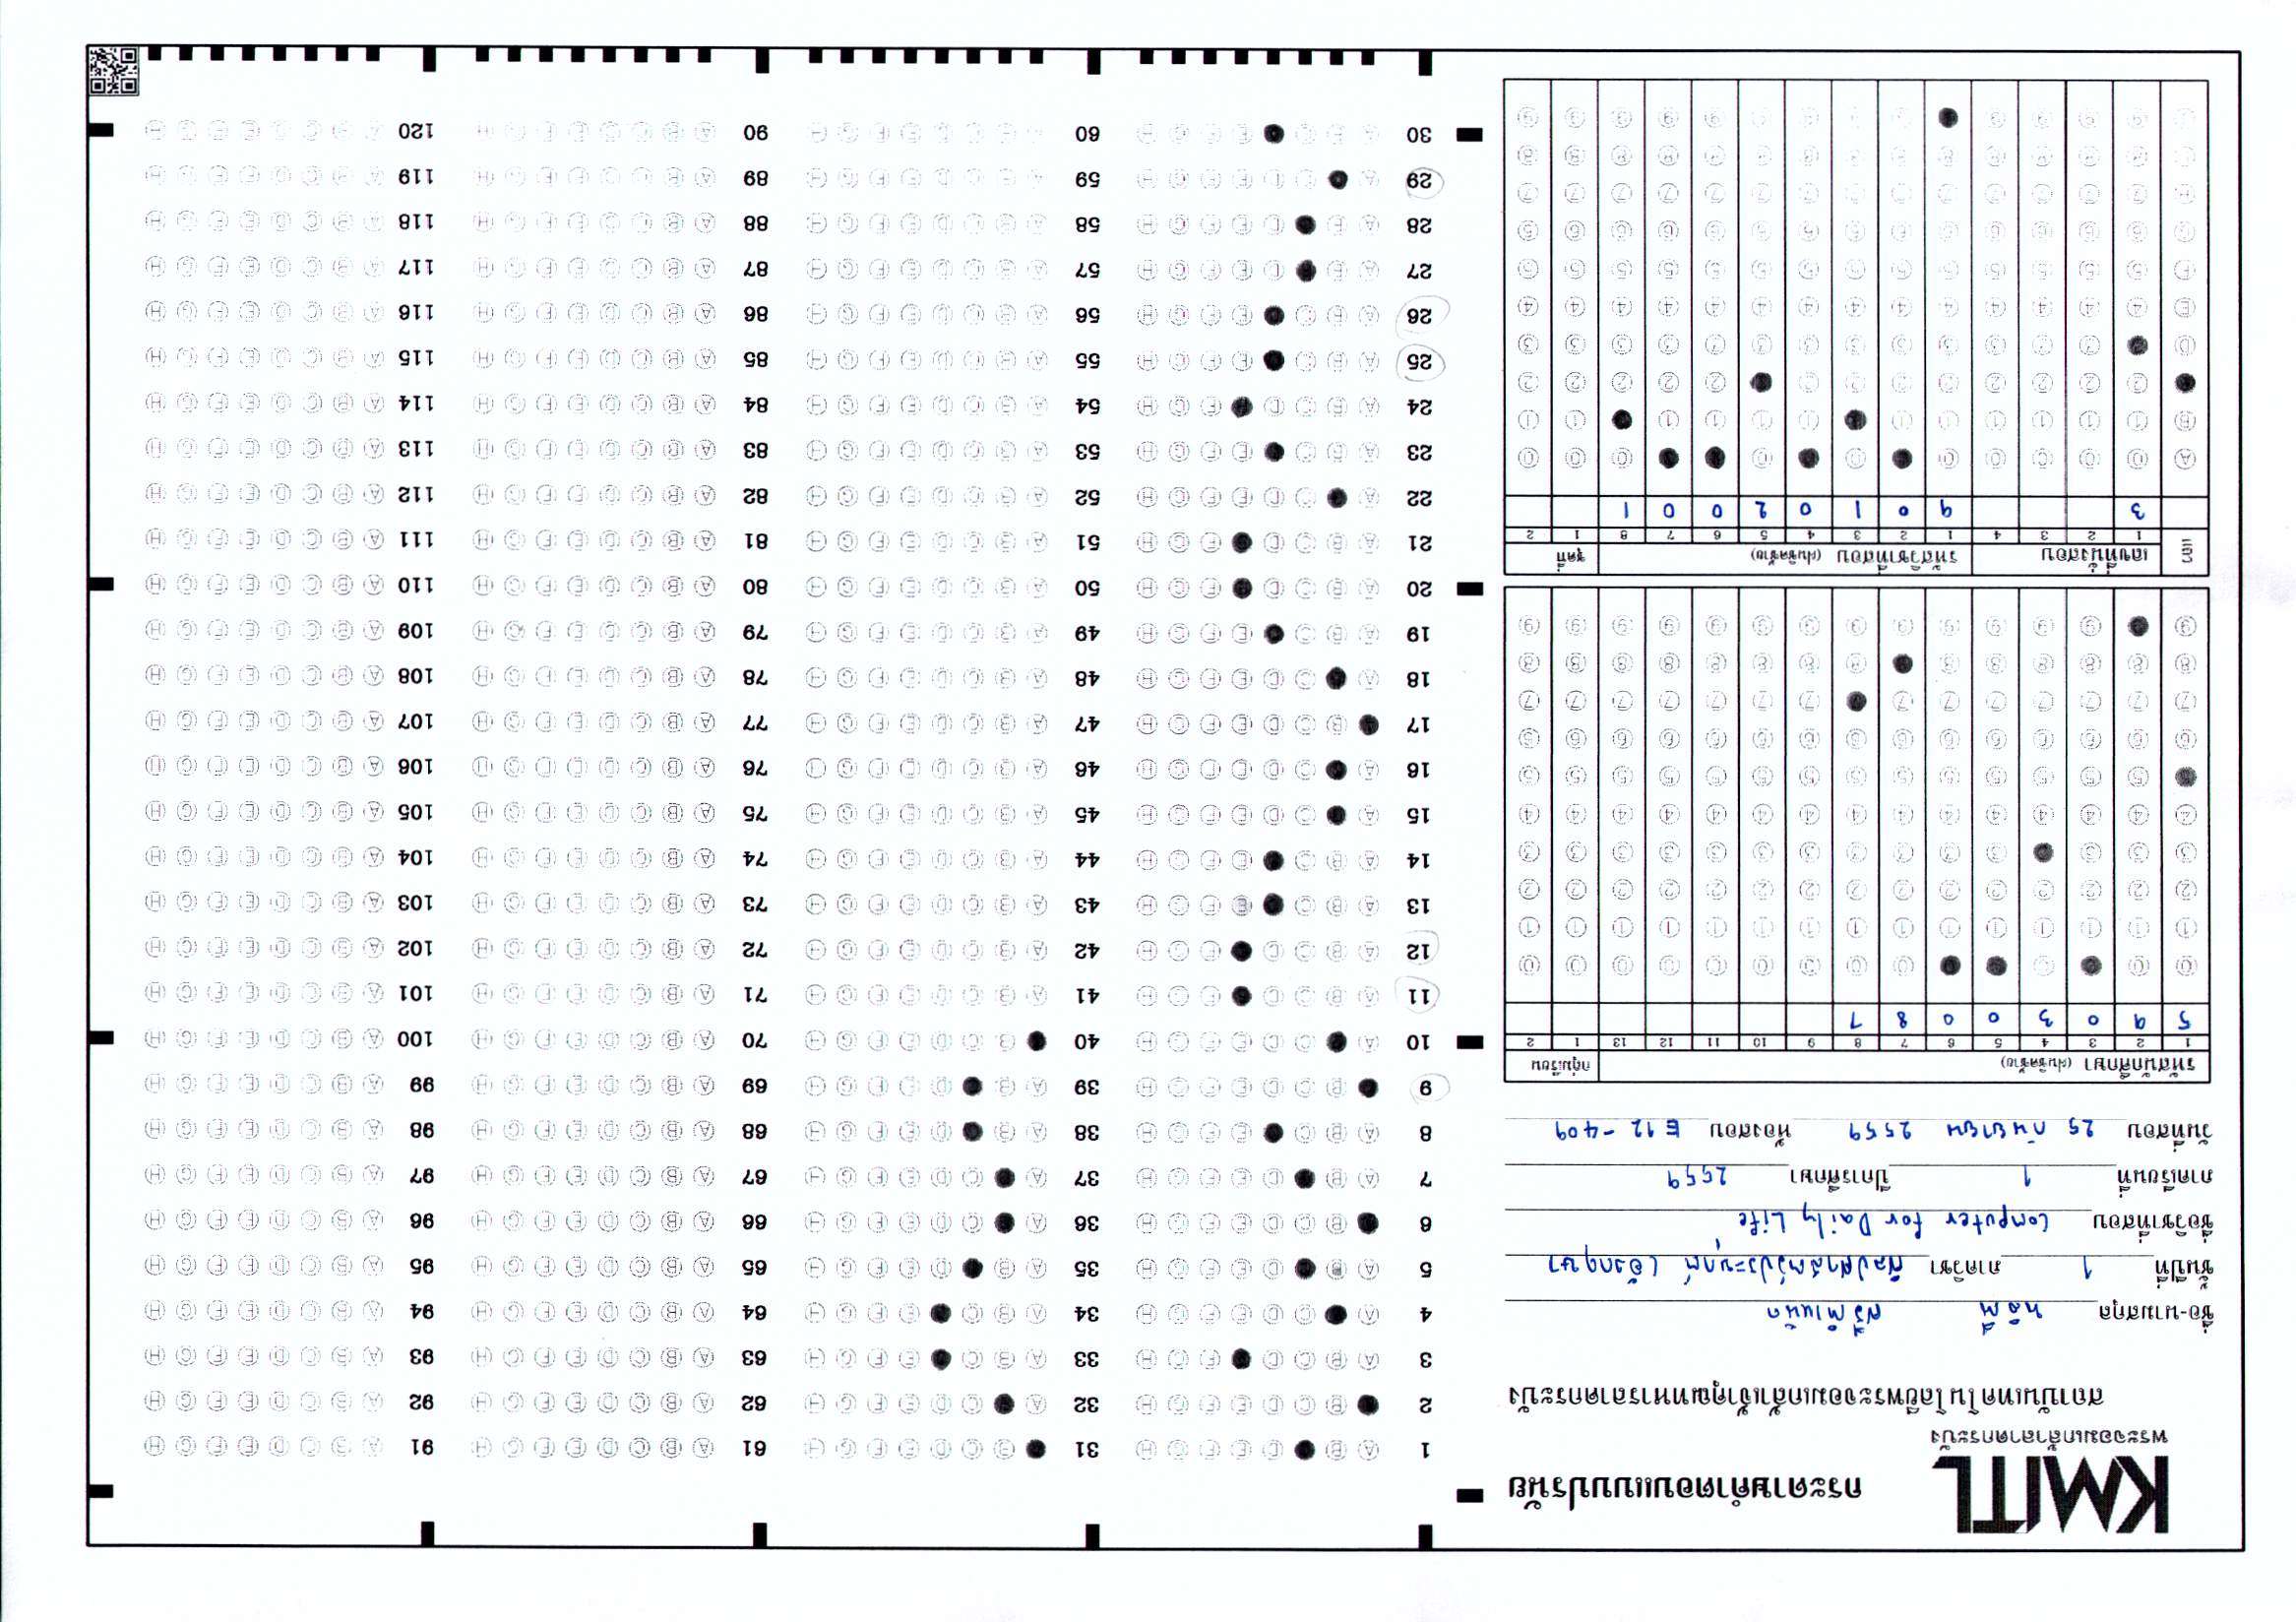 KMITL
พระจอมเกล้าลาดกระบัง
กระดาษคำตอบแบบปรนัย
สถาบันเทคโนโลยีพระจอมเกล้าเจ้าคุณทหารลาดกระบัง
ชื่อ-นามสกุล ศรีตำหนัก
ชั้นปีที่ 1 ภาควิชา ศิลปศาสตร์ประยุกต์ (อังกฤษ)
ชื่อวิชาที่สอบ Computer for Daily Life
ภาคเรียนที่ 1 ปีการศึกษา 2559
วันที่สอบ 25 กันยายน 2559 ห้องสอบ E12-409
รหัสนักศึกษา (ฝนชิดซ้าย) กลุ่มเรียน
1 2 3 4 5 6 7 8 9 10 11 12 13 1 2
5 9 0 3 0 0 8 7
เลขที่นั่งสอบ รหัสวิชาที่สอบ (ฝนชิดซ้าย) ชุดที่
1 2 3 4 1 2 3 4 5 6 7 8 1 2
3 9 0 1 0 2 0 0 1
1 31 61 91
2 32 62 92
3 33 63 93
4 34 64 94
5 35 65 95
6 36 66 96
7 37 67 97
8 38 68 98
9 39 69 99
10 40 70 100
11 41 71 101
12 42 72 102
13 43 73 103
14 44 74 104
15 45 75 105
16 46 76 106
17 47 77 107
18 48 78 108
19 49 79 109
20 50 80 110
21 51 81 111
22 52 82 112
23 53 83 113
24 54 84 114
25 55 85 115
26 56 86 116
27 57 87 117
28 58 88 118
29 59 89 119
30 60 90 120